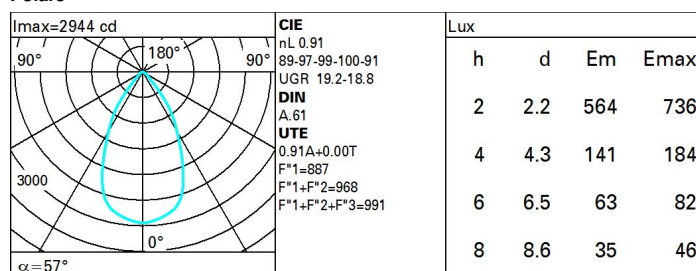 Imax=2944 cd
90° 180° 90°
3000
0°
α=57°
CIE
nL 0.91
89-97-99-100-91
UGR 19.2-18.8
DIN
A.61
UTE
0.91A+0.00T
F"1=887
F"1+F"2=968
F"1+F"2+F"3=991
Lux
h d Em Emax
2 2.2 564 736
4 4.3 141 184
6 6.5 63 82
8 8.6 35 46